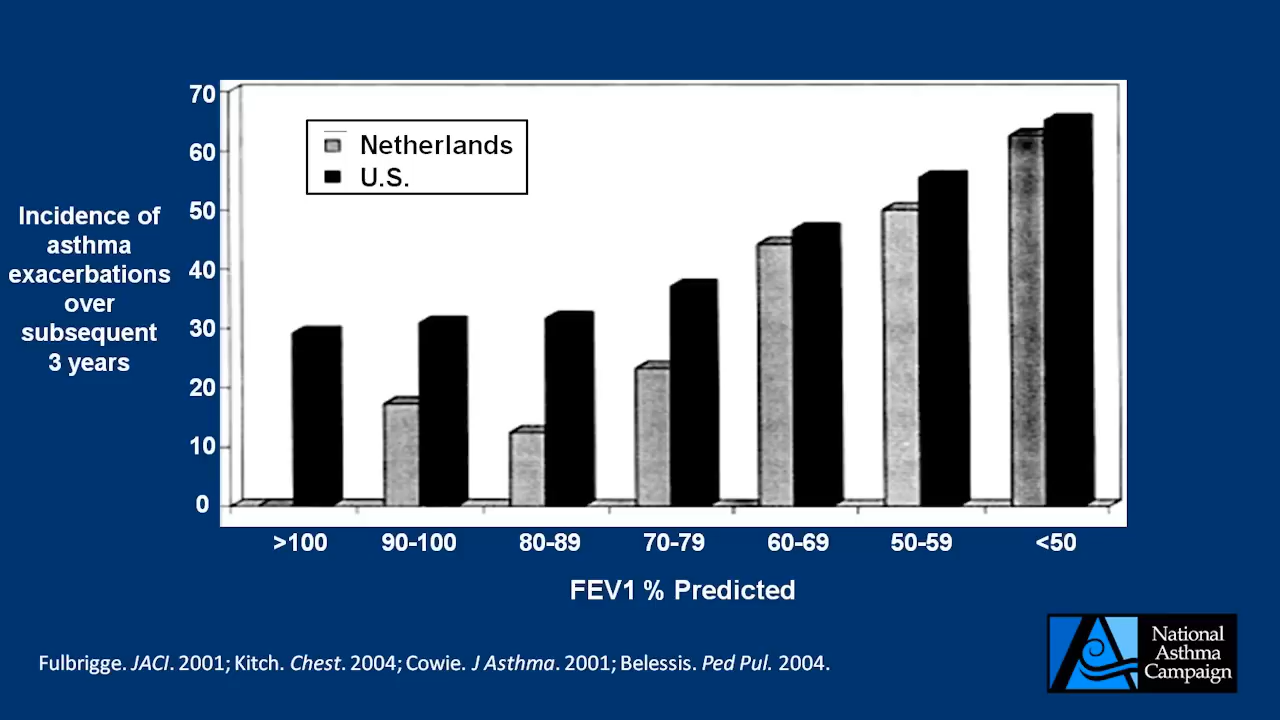 70
60
50
40
30
20
10
0
Netherlands
U.S.
Incidence of
asthma
exacerbations
over
subsequent
3 years
>100 90-100 80-89 70-79 60-69 50-59 <50
FEV1 % Predicted
Fulbrigge. JACI. 2001; Kitch. Chest. 2004; Cowie. J Asthma. 2001; Belessis. Ped Pul. 2004.
National
Asthma
Campaign